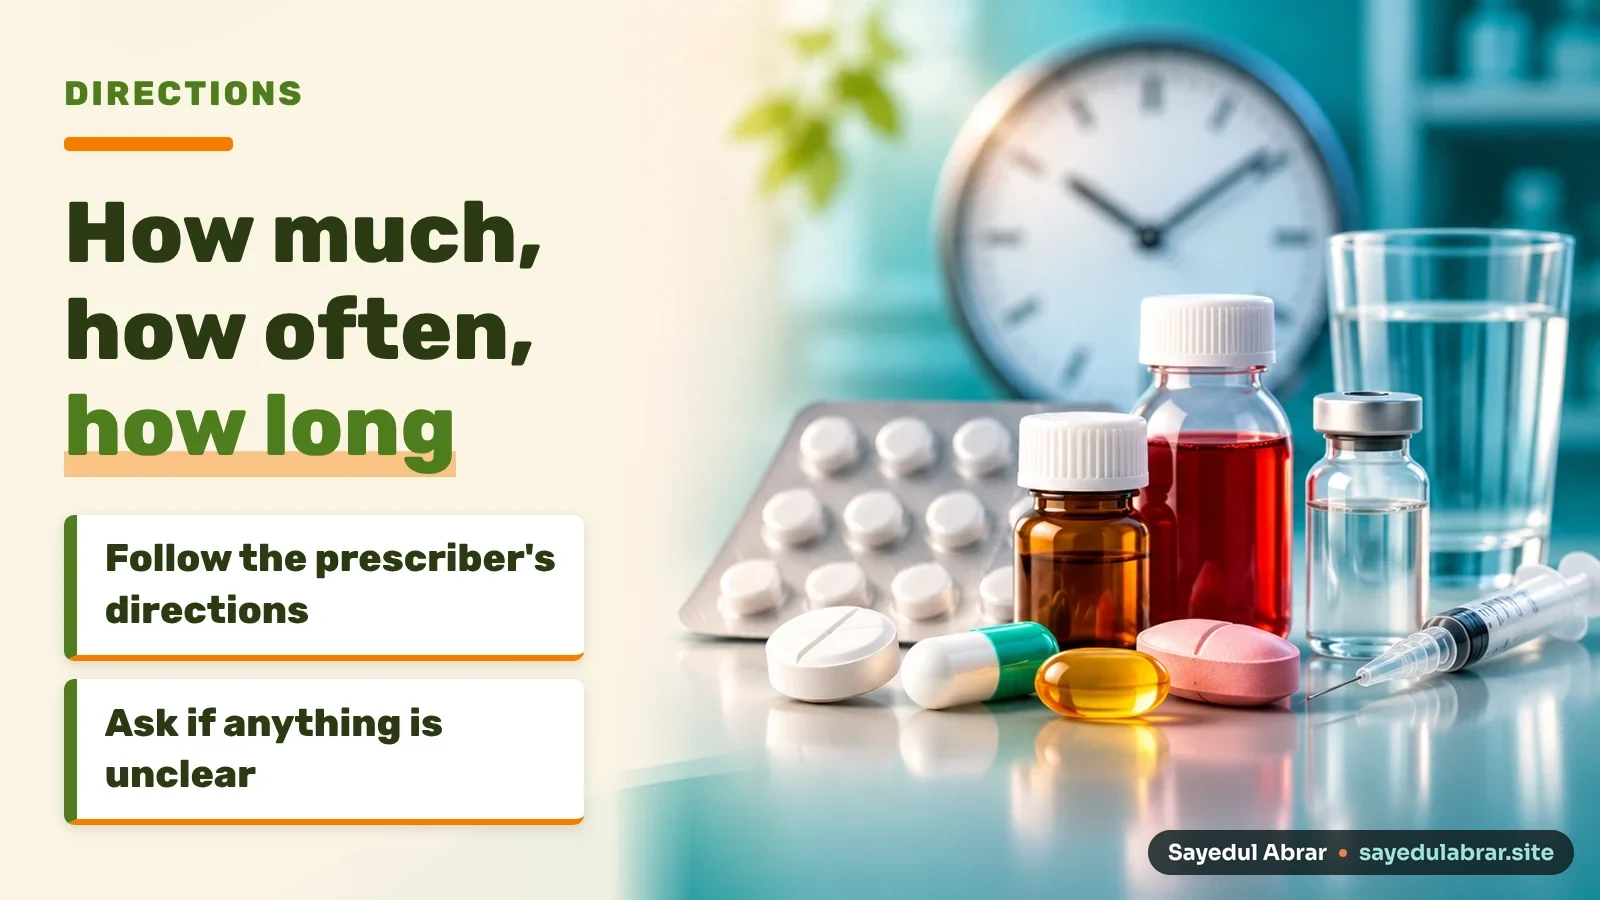 DIRECTIONS
How much,
how often,
how long
Follow the prescriber's
directions
Ask if anything is
unclear
Sayedul Abrar • sayedulabrar.site